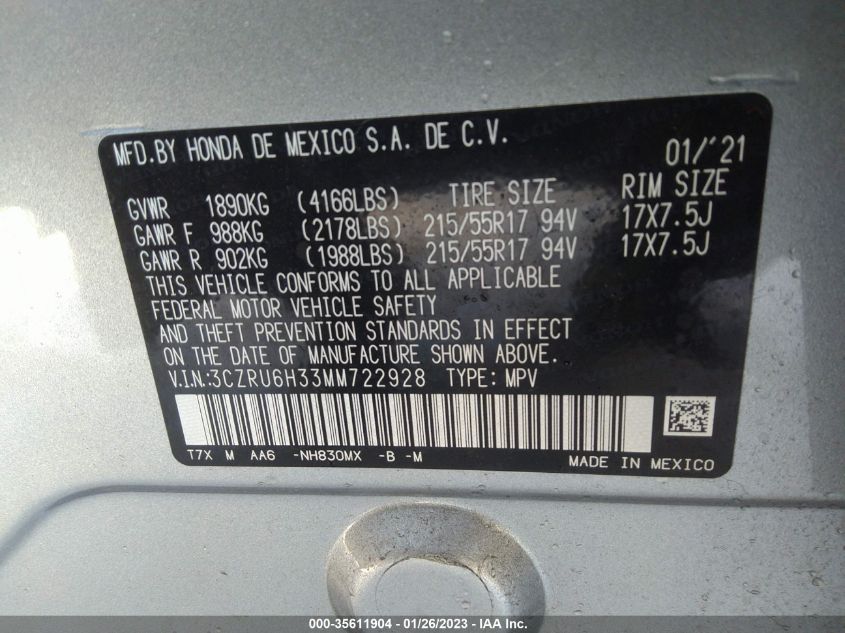 MFD.BY HONDA DE MEXICO S.A. DE C.V. 01/'21
GVWR 1890KG (4166LBS) TIRE SIZE RIM SIZE
GAWR F 988KG (2178LBS) 215/55R17 94V 17X7.5J
GAWR R 902KG (1988LBS) 215/55R17 94V 17X7.5J
THIS VEHICLE CONFORMS TO ALL APPLICABLE
FEDERAL MOTOR VEHICLE SAFETY
AND THEFT PREVENTION STANDARDS IN EFFECT
ON THE DATE OF MANUFACTURE SHOWN ABOVE.
V.I.N:3CZRU6H33MM722928 TYPE: MPV
T7X M AA6 -NH830MX -B -M MADE IN MEXICO
000-35611904 - 01/26/2023 - IAA Inc.